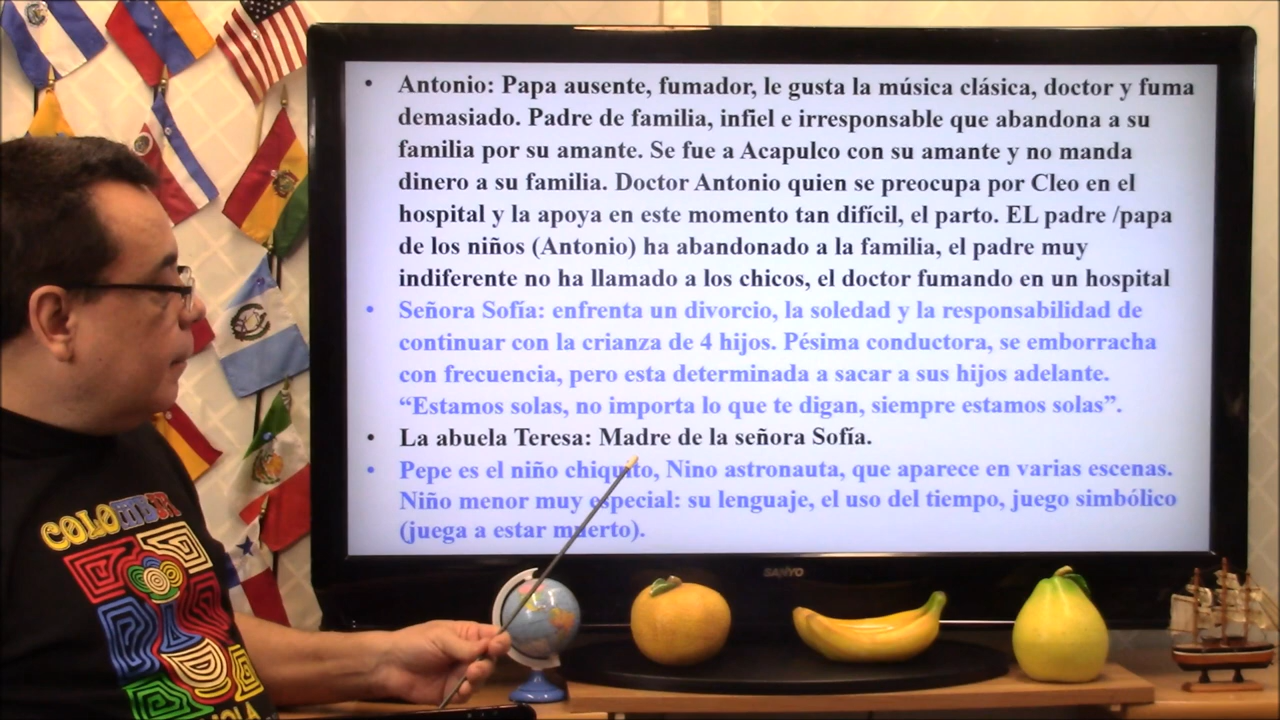 • Antonio: Papa ausente, fumador, le gusta la música clásica, doctor y fuma
demasiado. Padre de familia, infiel e irresponsable que abandona a su
familia por su amante. Se fue a Acapulco con su amante y no manda
dinero a su familia. Doctor Antonio quien se preocupa por Cleo en el
hospital y la apoya en este momento tan difícil, el parto. EL padre /papa
de los niños (Antonio) ha abandonado a la familia, el padre muy
indiferente no ha llamado a los chicos, el doctor fumando en un hospital
• Señora Sofía: enfrenta un divorcio, la soledad y la responsabilidad de
continuar con la crianza de 4 hijos. Pésima conductora, se emborracha
con frecuencia, pero esta determinada a sacar a sus hijos adelante.
“Estamos solas, no importa lo que te digan, siempre estamos solas”.
• La abuela Teresa: Madre de la señora Sofía.
• Pepe es el niño chiquito, Nino astronauta, que aparece en varias escenas.
Niño menor muy especial: su lenguaje, el uso del tiempo, juego simbólico
(juega a estar muerto).
SANYO
COLOMBIA